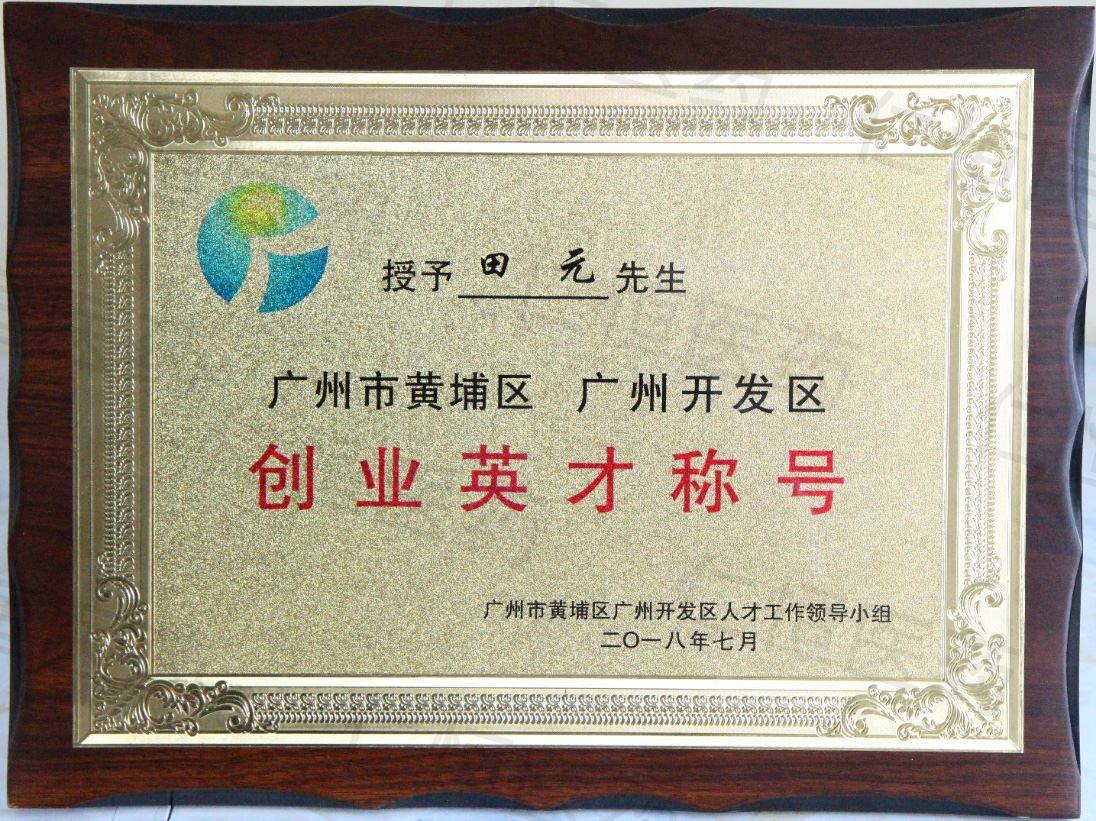 授予 田 元 先生
广州市黄埔区 广州开发区
创业英才称号
广州市黄埔区广州开发区人才工作领导小组
二〇一八年七月